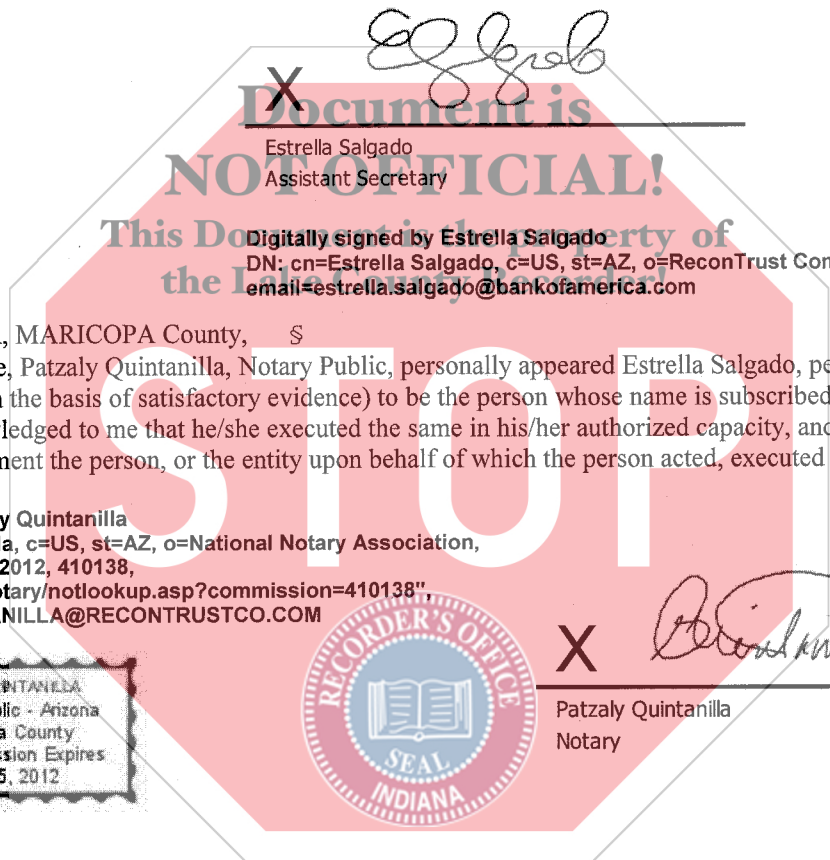 X
Document is
Estrella Salgado
NOT OFFICIAL!
Assistant Secretary
This Document is the property of
Digitally signed by Estrella Salgado
DN: cn=Estrella Salgado, c=US, st=AZ, o=ReconTrust Con
the Lake County Recorder!
email=estrella.salgado@bankofamerica.com
, MARICOPA County, §
e, Patzaly Quintanilla, Notary Public, personally appeared Estrella Salgado, pe
the basis of satisfactory evidence) to be the person whose name is subscribed
ledged to me that he/she executed the same in his/her authorized capacity, and
ment the person, or the entity upon behalf of which the person acted, executed
STOP
y Quintanilla
la, c=US, st=AZ, o=National Notary Association,
2012, 410138,
otary/notlookup.asp?commission=410138",
ANILLA@RECONTRUSTCO.COM
RECORDER'S OFFICE
SEAL
INDIANA
X
Patzaly Quintanilla
Notary
INTANILLA
lic - Arizona
a County
ssion Expires
5, 2012